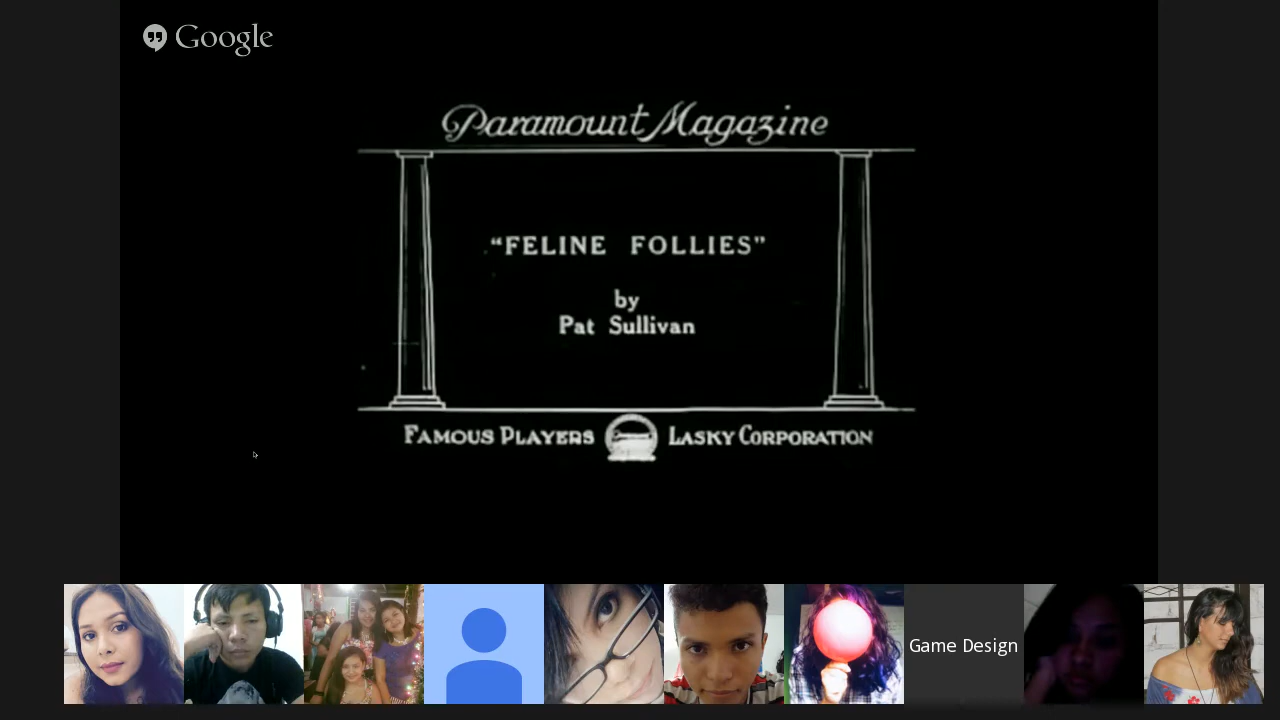 Google
Paramount Magazine
“FELINE FOLLIES”
by
Pat Sullivan
FAMOUS PLAYERS LASKY CORPORATION
Game Design